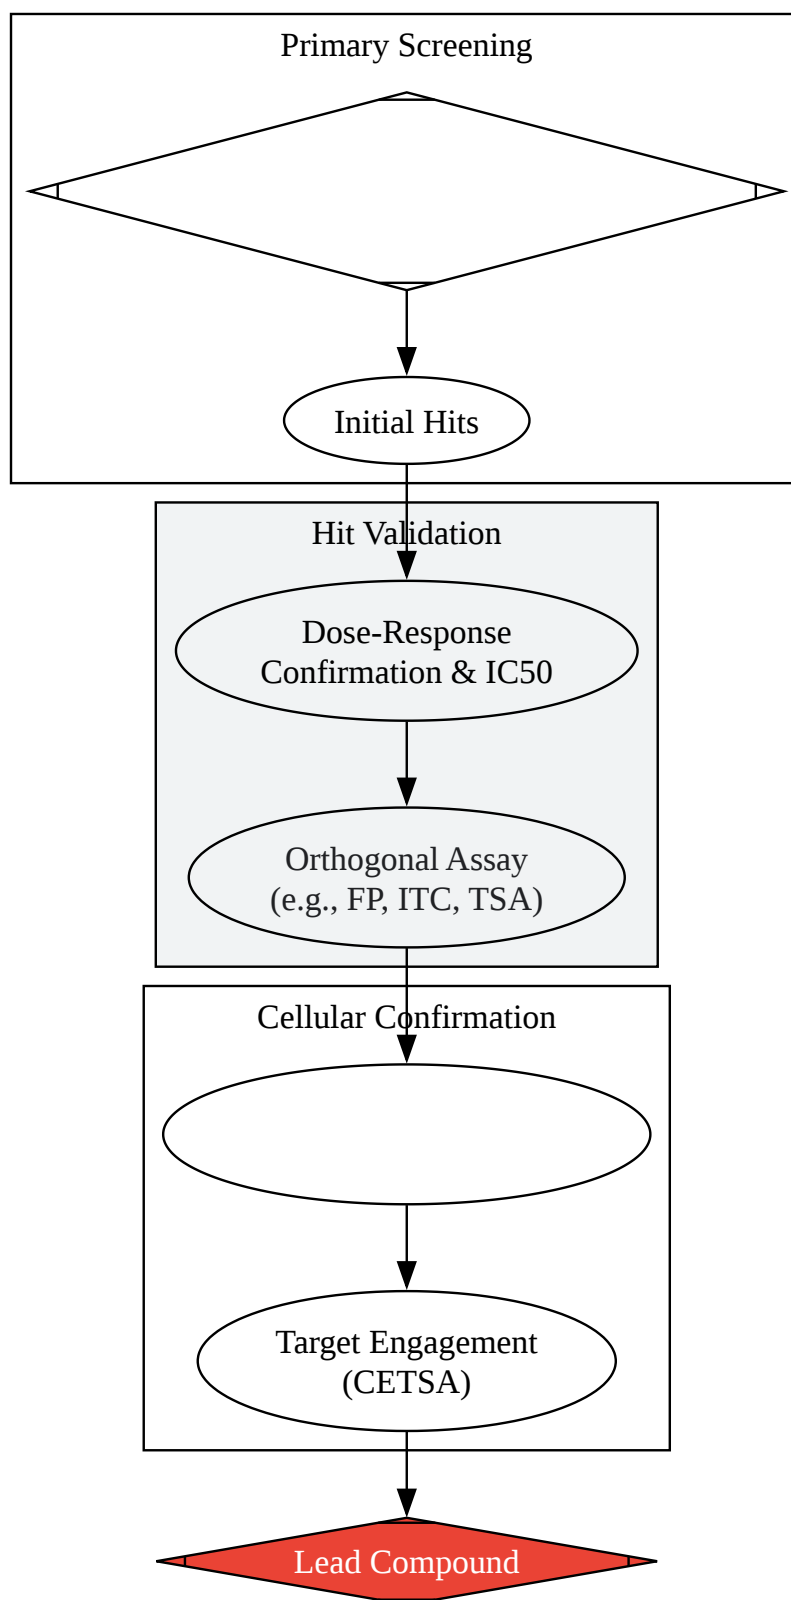 Primary Screening
Initial Hits
Hit Validation
Dose-Response
Confirmation & IC50
Orthogonal Assay
(e.g., FP, ITC, TSA)
Cellular Confirmation
Target Engagement
(CETSA)
Lead Compound